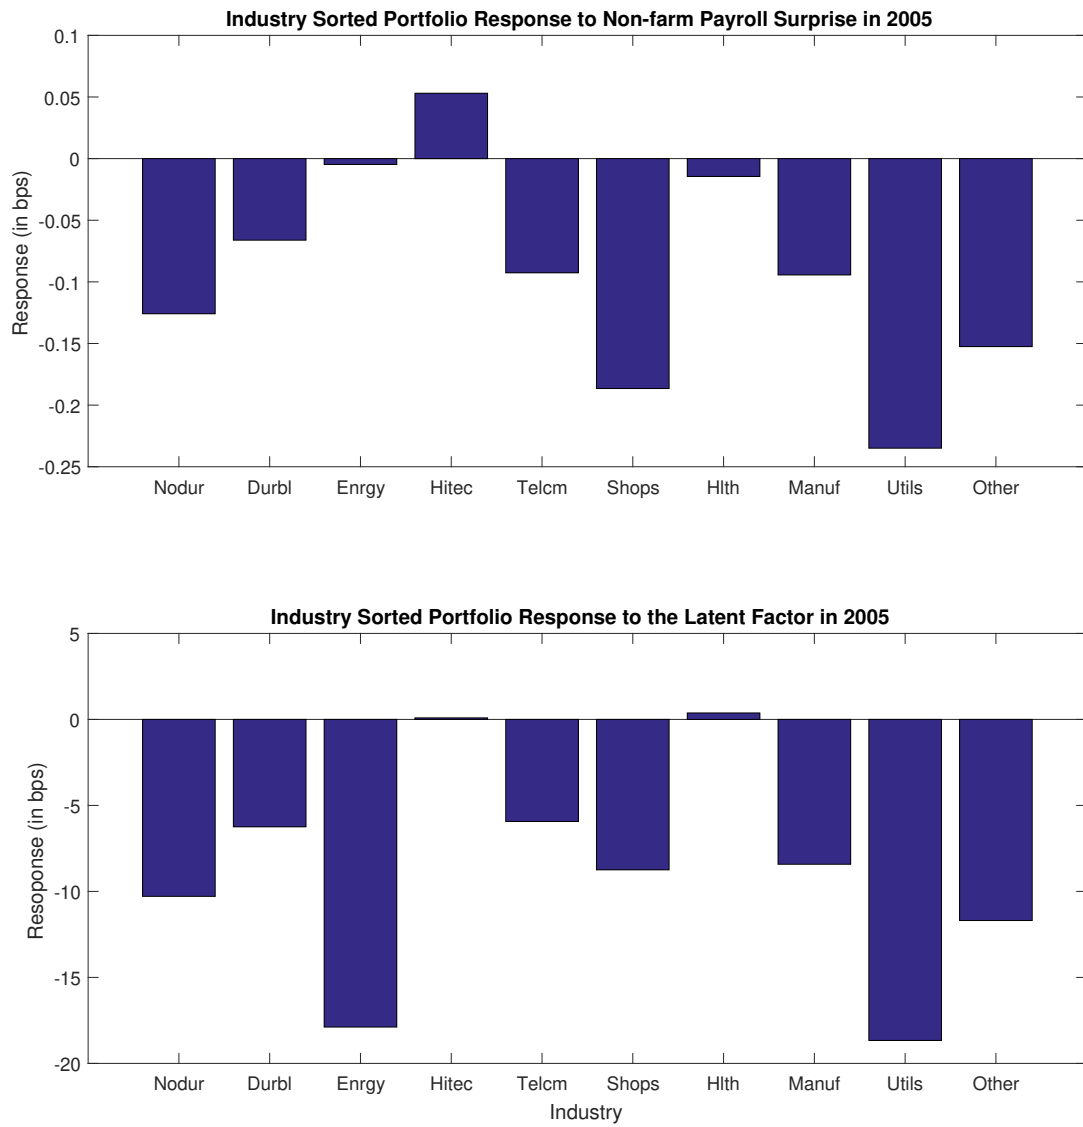 Industry Sorted Portfolio Response to Non-farm Payroll Surprise in 2005
0.1
0.05
0
-0.05
-0.1
-0.15
-0.2
-0.25
Response (in bps)
Nodur Durbl Enrgy Hitec Telcm Shops Hlth Manuf Utils Other
Industry Sorted Portfolio Response to the Latent Factor in 2005
5
0
-5
-10
-15
-20
Resoponse (in bps)
Nodur Durbl Enrgy Hitec Telcm Shops Hlth Manuf Utils Other
Industry